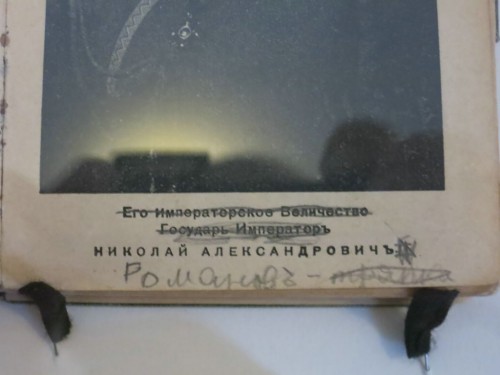 Его Императорское Величество
Государь Императоръ
НИКОЛАЙ АЛЕКСАНДРОВИЧЪ
Романовъ -